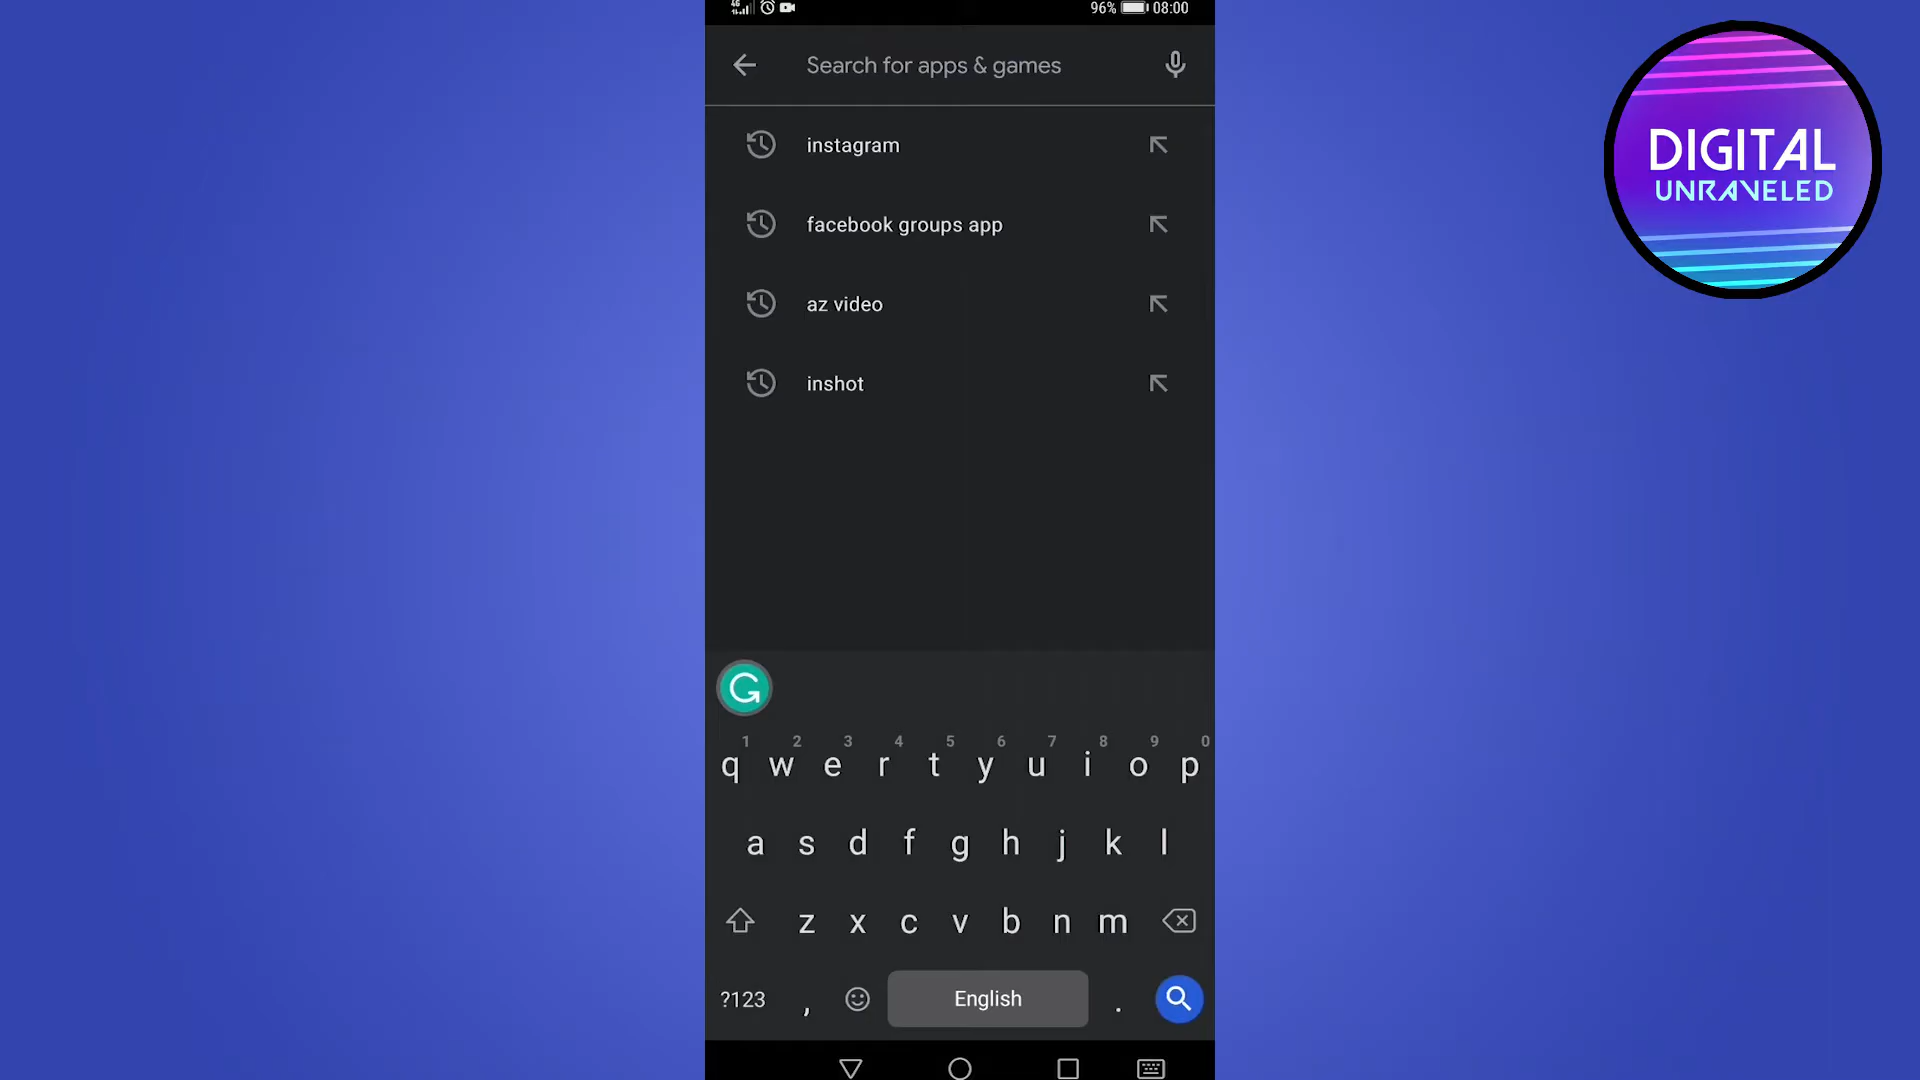 4G 96% 08:00
Search for apps & games
instagram
facebook groups app
az video
inshot
1 2 3 4 5 6 7 8 9 0
q w e r t y u i o p
a s d f g h j k l
z x c v b n m
?123 , English .
DIGITAL
UNRAVELED